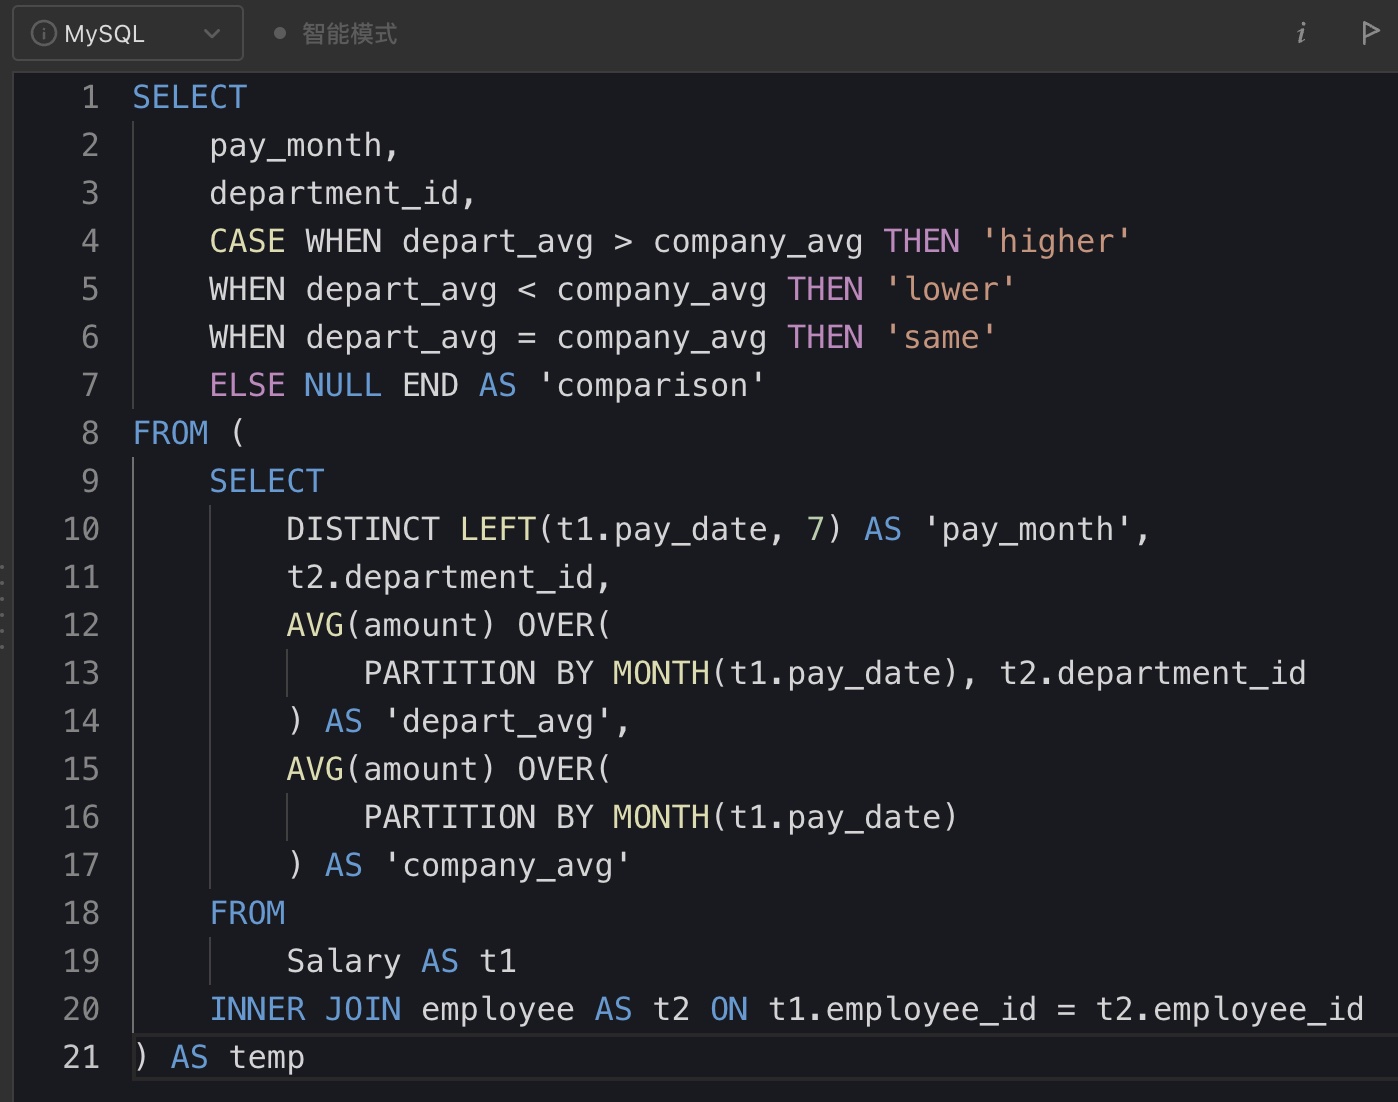 MySQL 智能模式
1 SELECT
2     pay_month,
3     department_id,
4     CASE WHEN depart_avg > company_avg THEN 'higher'
5     WHEN depart_avg < company_avg THEN 'lower'
6     WHEN depart_avg = company_avg THEN 'same'
7     ELSE NULL END AS 'comparison'
8 FROM (
9     SELECT
10         DISTINCT LEFT(t1.pay_date, 7) AS 'pay_month',
11         t2.department_id,
12         AVG(amount) OVER(
13             PARTITION BY MONTH(t1.pay_date), t2.department_id
14         ) AS 'depart_avg',
15         AVG(amount) OVER(
16             PARTITION BY MONTH(t1.pay_date)
17         ) AS 'company_avg'
18     FROM
19         Salary AS t1
20     INNER JOIN employee AS t2 ON t1.employee_id = t2.employee_id
21 ) AS temp